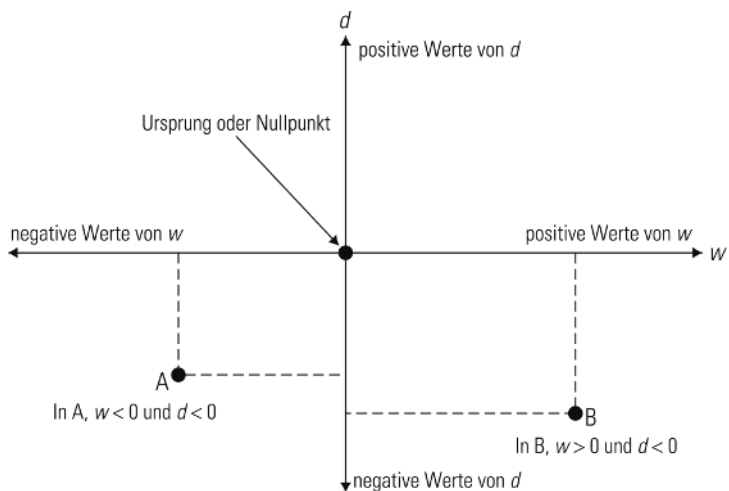 d
positive Werte von d
Ursprung oder Nullpunkt
negative Werte von w
positive Werte von w
w
A
In A, w < 0 und d < 0
B
In B, w > 0 und d < 0
negative Werte von d